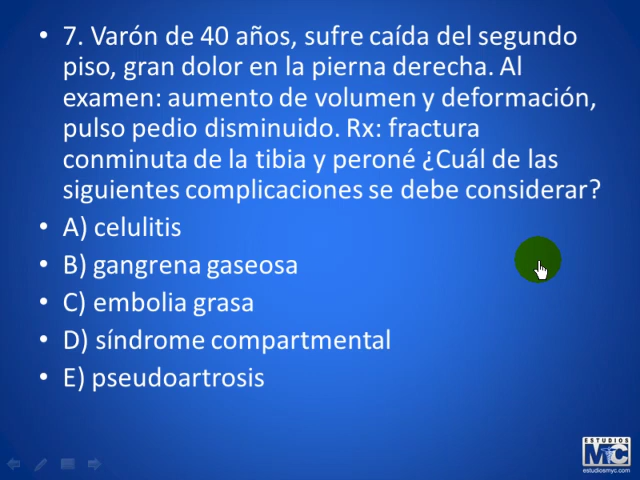 • 7. Varón de 40 años, sufre caída del segundo
piso, gran dolor en la pierna derecha. Al
examen: aumento de volumen y deformación,
pulso pedio disminuido. Rx: fractura
conminuta de la tibia y peroné ¿Cuál de las
siguientes complicaciones se debe considerar?
• A) celulitis
• B) gangrena gaseosa
• C) embolia grasa
• D) síndrome compartmental
• E) pseudoartrosis
ESTUDIOS
MyC
estudiosmyc.com